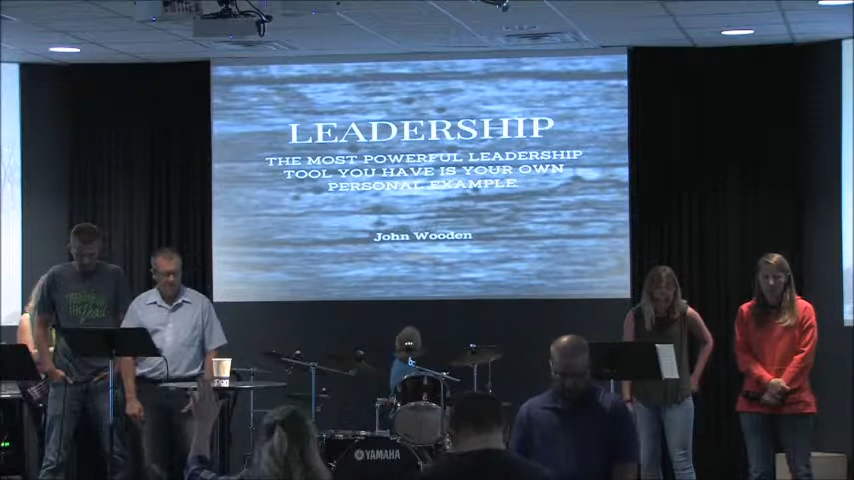 LEADERSHIP
THE MOST POWERFUL LEADERSHIP
TOOL YOU HAVE IS YOUR OWN
PERSONAL EXAMPLE.
John Wooden
YAMAHA